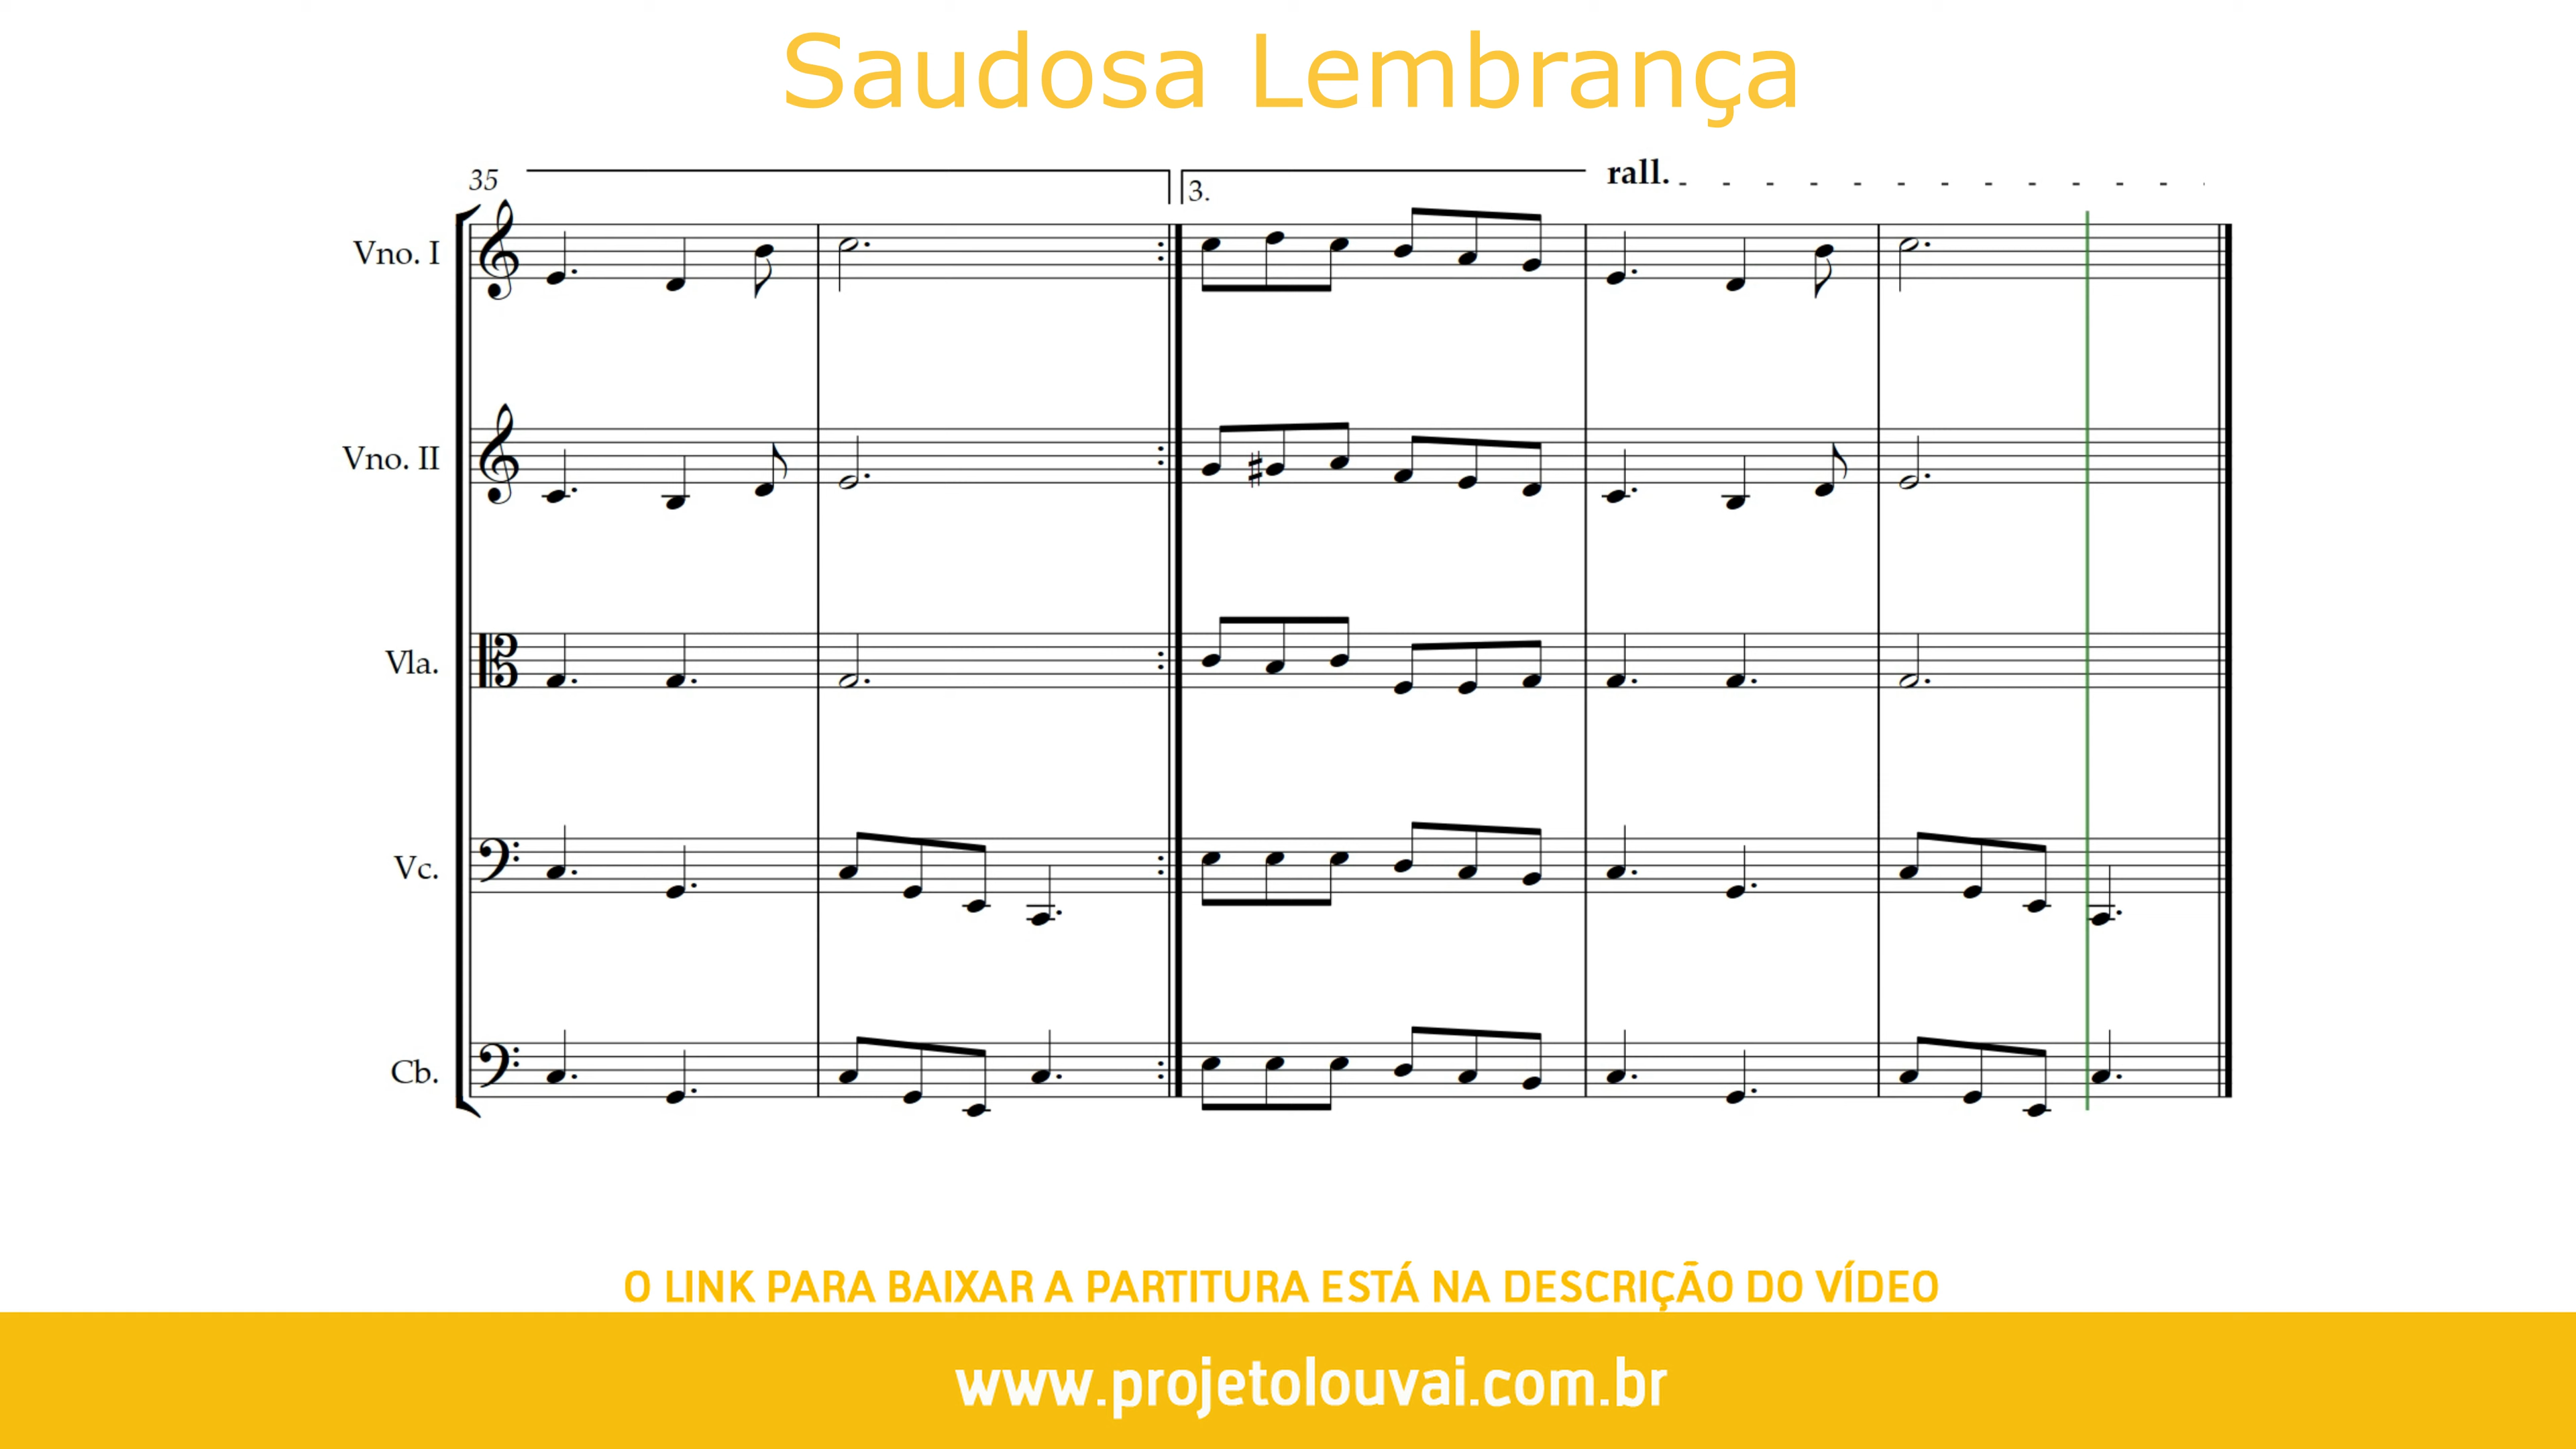 Saudosa Lembrança
35
3.
rall.
Vno. I
Vno. II
Vla.
Vc.
Cb.
O LINK PARA BAIXAR A PARTITURA ESTÁ NA DESCRIÇÃO DO VÍDEO
www.projetolouvai.com.br